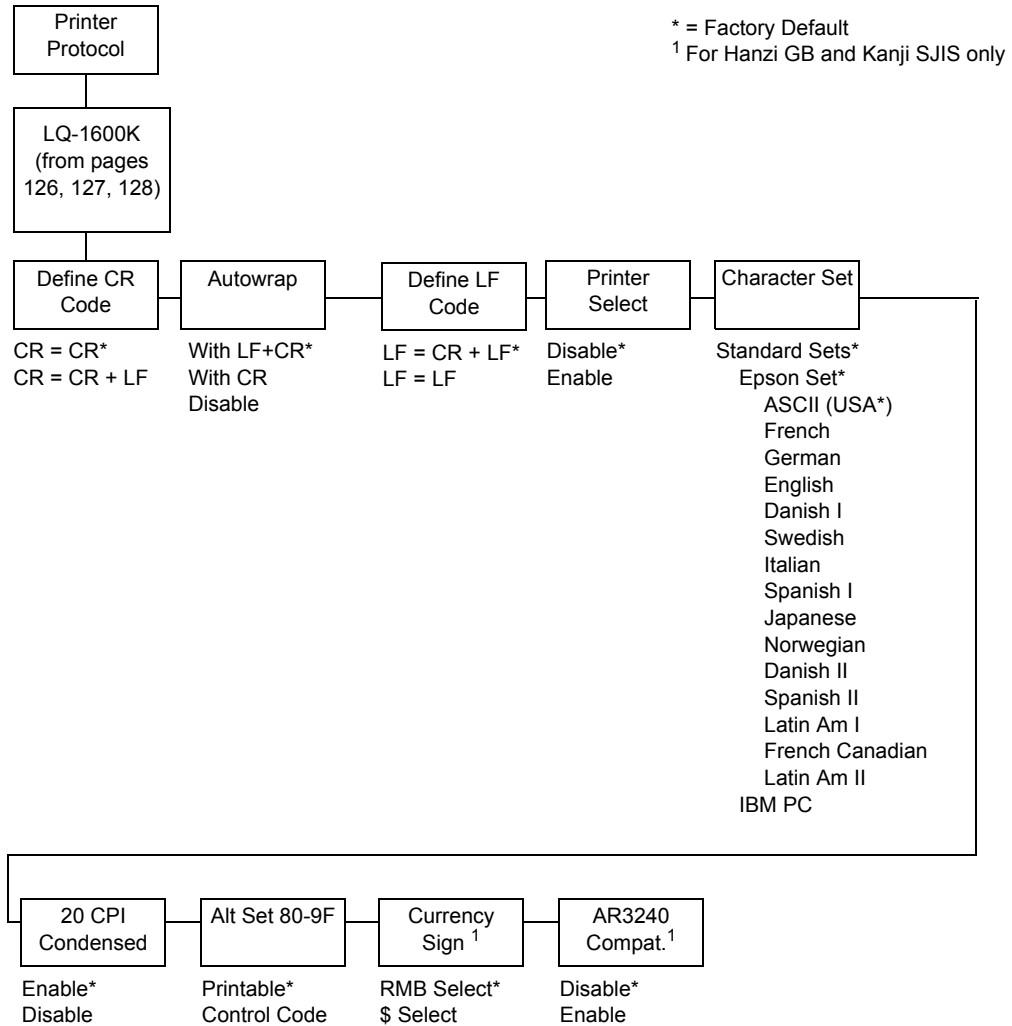 Printer
Protocol
* = Factory Default
1 For Hanzi GB and Kanji SJIS only
LQ-1600K
(from pages
126, 127, 128)
Define CR
Code
CR = CR*
CR = CR + LF
Autowrap
With LF+CR*
With CR
Disable
Define LF
Code
LF = CR + LF*
LF = LF
Printer
Select
Disable*
Enable
Character Set
Standard Sets*
Epson Set*
ASCII (USA*)
French
German
English
Danish I
Swedish
Italian
Spanish I
Japanese
Norwegian
Danish II
Spanish II
Latin Am I
French Canadian
Latin Am II
IBM PC
20 CPI
Condensed
Enable*
Disable
Alt Set 80-9F
Printable*
Control Code
Currency
Sign 1
RMB Select*
$ Select
AR3240
Compat.1
Disable*
Enable